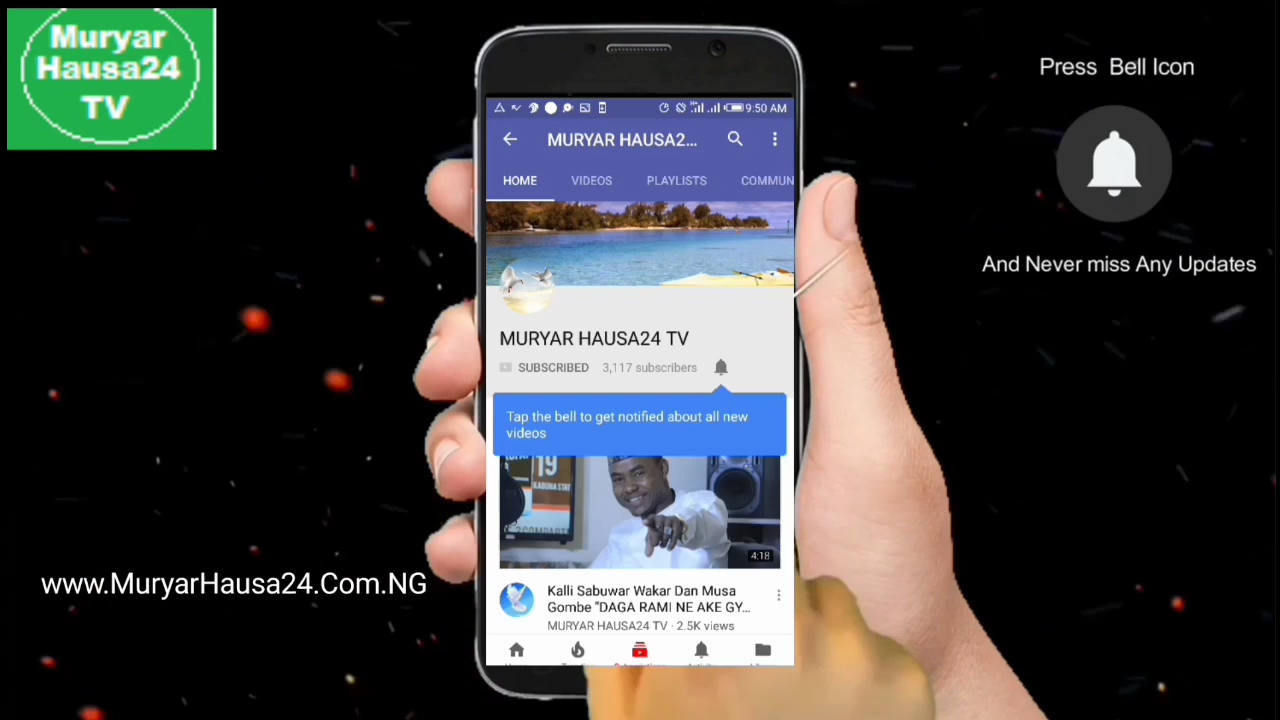 Muryar
Hausa24
TV
Press Bell Icon
And Never miss Any Updates
9:50 AM
MURYAR HAUSA2...
HOME VIDEOS PLAYLISTS COMMUN
MURYAR HAUSA24 TV
SUBSCRIBED 3,117 subscribers
Tap the bell to get notified about all new
videos
19
KADUNA STAT
4:18
Kalli Sabuwar Wakar Dan Musa
Gombe "DAGA RAMI NE AKE GY...
MURYAR HAUSA24 TV · 2.5K views
www.MuryarHausa24.Com.NG